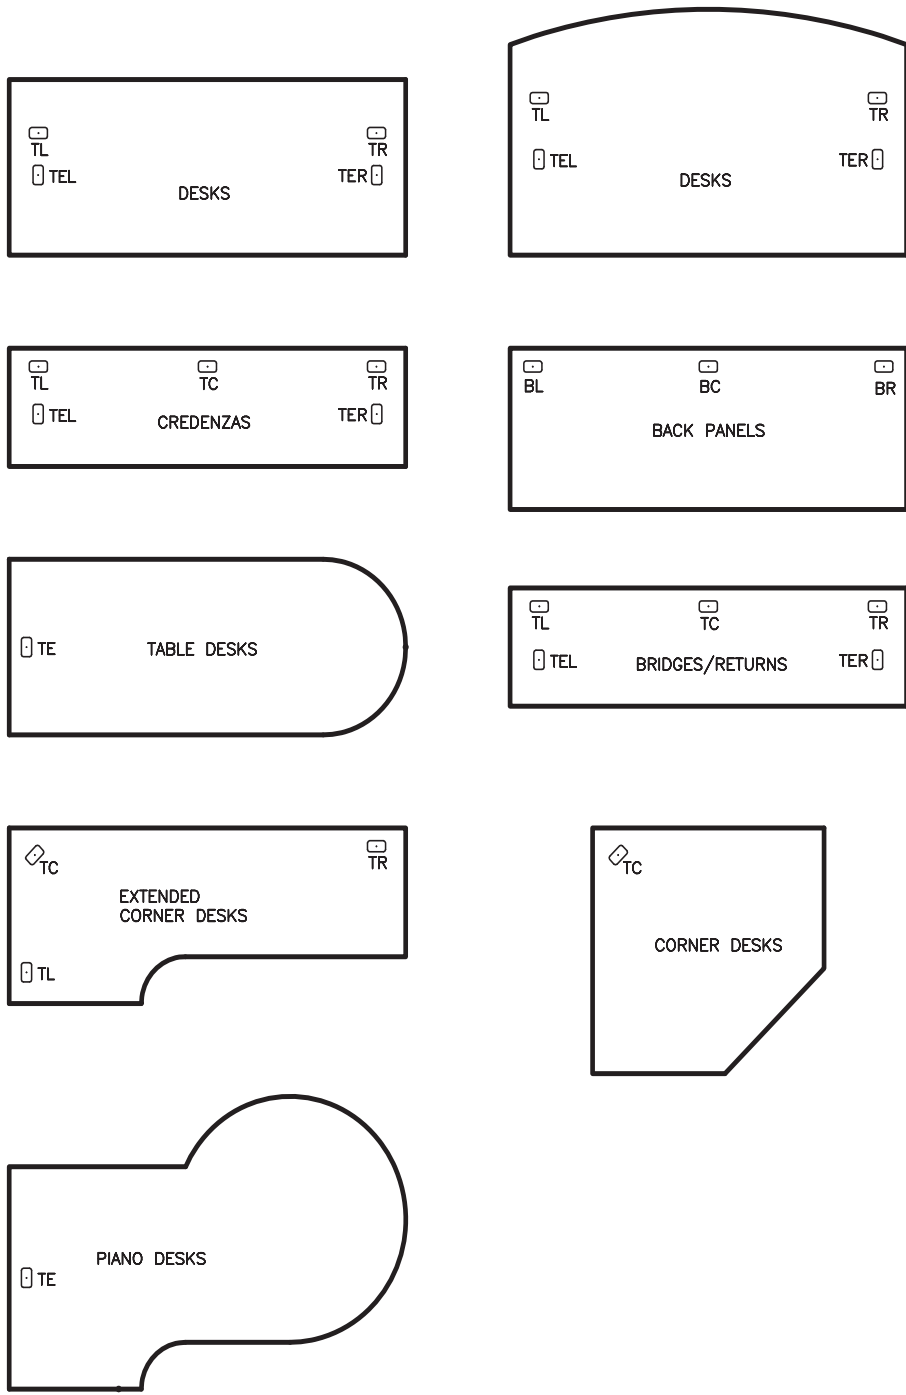 TL
TR
TEL
TER
DESKS
TL
TR
TEL
TER
DESKS
TL
TC
TR
TEL
TER
CREDENZAS
BL
BC
BR
BACK PANELS
TE
TABLE DESKS
TL
TC
TR
TEL
TER
BRIDGES/RETURNS
TC
TR
EXTENDED
CORNER DESKS
TL
TC
CORNER DESKS
PIANO DESKS
TE